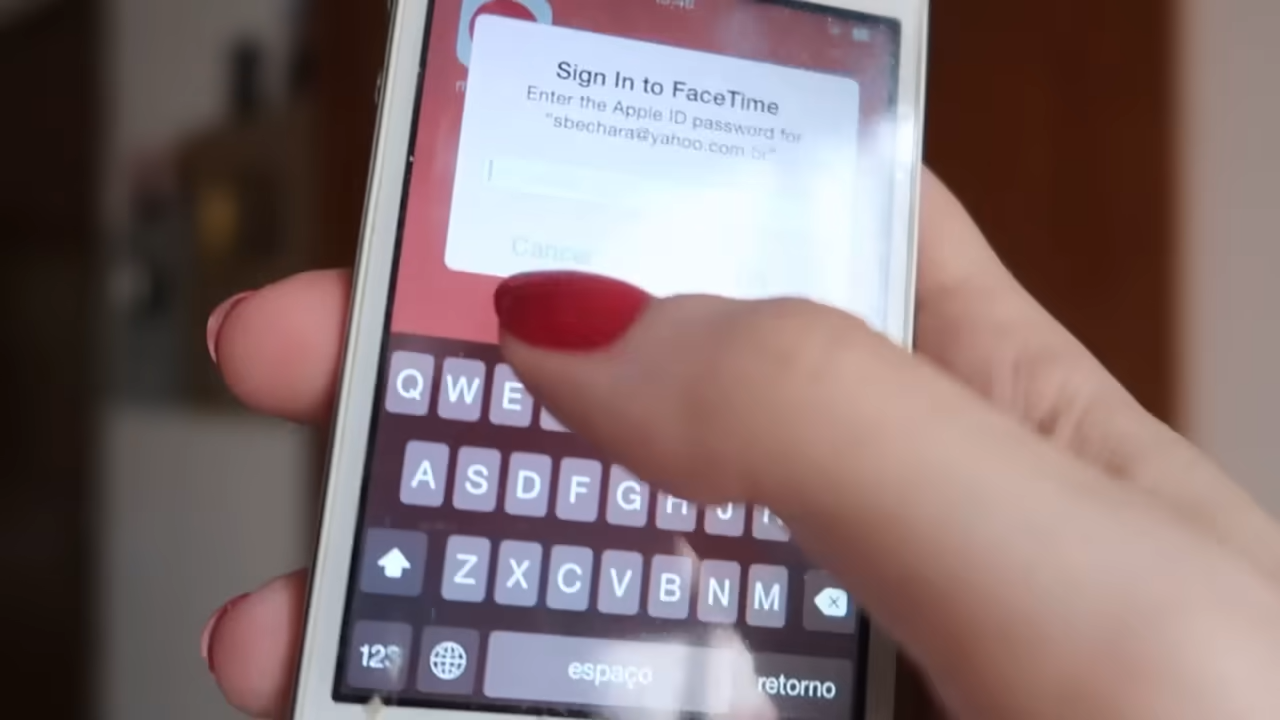 Sign In to FaceTime
Enter the Apple ID password for
"sbechara@yahoo.com.br"
Cancel
Q W E
A S D F G H J
Z X C V B N M
123 espaço retorno